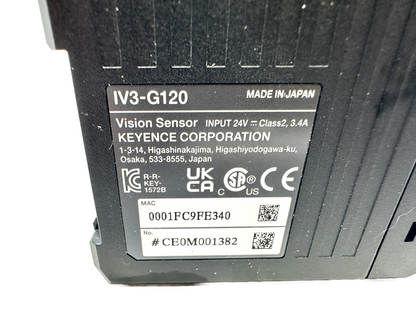 IV3-G120 MADE IN JAPAN
Vision Sensor INPUT 24V ⎓ Class2, 3.4A
KEYENCE CORPORATION
1-3-14, Higashinakajima, Higashiyodogawa-ku,
Osaka, 533-8555, Japan
R-R-
KEY-
1572B
UK
CA
C US
CE
MAC
0001FC9FE340
No.
#CE0M001382